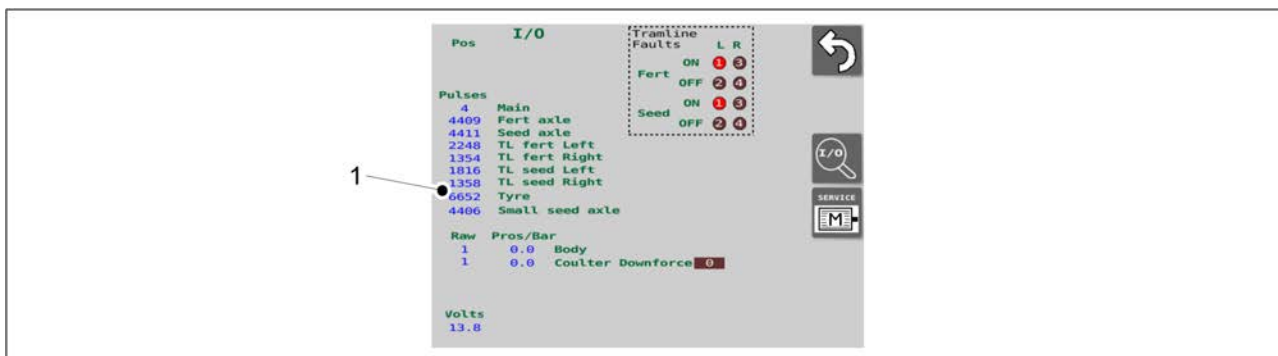 I/O
Pos
Tramline
Faults L R
Fert
ON 1 3
OFF 2 4
Seed
ON 1 3
OFF 2 4
Pulses
4 Main
4409 Fert axle
4411 Seed axle
2248 TL fert Left
1354 TL fert Right
1816 TL seed Left
1358 TL seed Right
6652 Tyre
4406 Small seed axle
1
I/O
SERVICE
M
Raw Pros/Bar
1 0.0 Body
1 0.0 Coulter Downforce 0
Volts
13.8